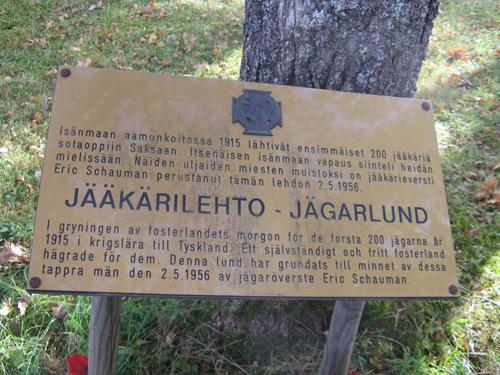 Isänmaan aamunkoitossa 1915 lähtivät ensimmäiset 200 jääkäriä
sotaoppiin Saksaan. Itsenäisen isänmaan vapaus siinteli heidän
mielissään. Näiden uljaiden miesten muistoksi on jääkärieversti
Eric Schauman perustanut tämän lehdon 2.5.1956.
JÄÄKÄRILEHTO - JÄGARLUND
I gryningen av fosterlandets morgon för de första 200 jägarna år
1915 i krigslära till Tyskland. Ett självständigt och fritt fosterland
hägrade för dem. Denna lund har grundats till minnet av dessa
tappra män den 2.5.1956 av jägaröverste Eric Schauman.